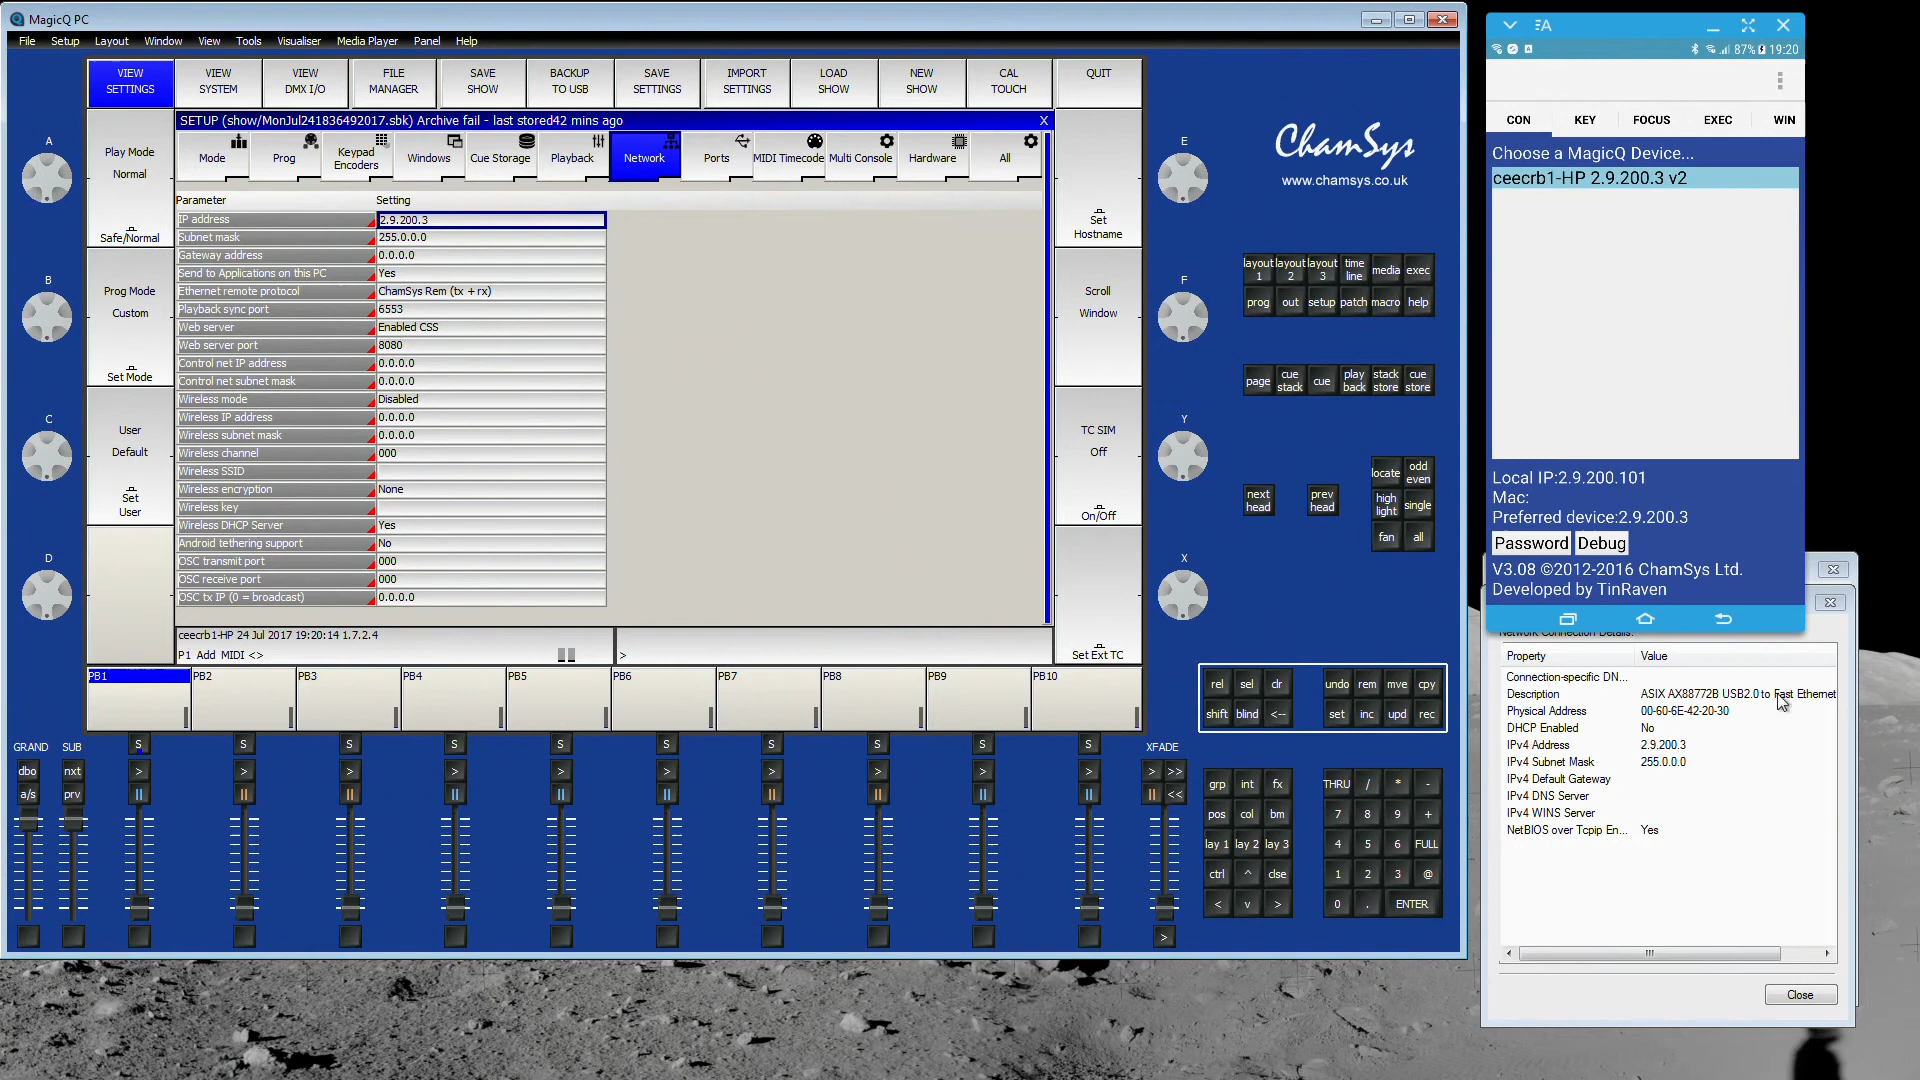 MagicQ PC
File Setup Layout Window View Tools Visualiser Media Player Panel Help
VIEW SETTINGS
VIEW SYSTEM
VIEW DMX I/O
FILE MANAGER
SAVE SHOW
BACKUP TO USB
SAVE SETTINGS
IMPORT SETTINGS
LOAD SHOW
NEW SHOW
CAL TOUCH
QUIT
SETUP (show/MonJul241836492017.sbk) Archive fail - last stored42 mins ago X
Mode Prog Keypad Encoders Windows Cue Storage Playback Network Ports MIDI Timecode Multi Console Hardware All
A
Play Mode
Normal
Safe/Normal
B
Prog Mode
Custom
Set Mode
C
User
Default
Set
User
D
Parameter Setting
IP address 2.9.200.3
Subnet mask 255.0.0.0
Gateway address 0.0.0.0
Send to Applications on this PC Yes
Ethernet remote protocol ChamSys Rem (tx + rx)
Playback sync port 6553
Web server Enabled CSS
Web server port 8080
Control net IP address 0.0.0.0
Control net subnet mask 0.0.0.0
Wireless mode Disabled
Wireless IP address 0.0.0.0
Wireless subnet mask 0.0.0.0
Wireless channel 000
Wireless SSID
Wireless encryption None
Wireless key
Wireless DHCP Server Yes
Android tethering support No
OSC transmit port 000
OSC receive port 000
OSC tx IP (0 = broadcast) 0.0.0.0
ceecrb1-HP 24 Jul 2017 19:20:14 1.7.2.4
P1 Add MIDI <>
>
Set
Hostname
Scroll
Window
TC SIM
Off
On/Off
Set Ext TC
E
F
Y
X
ChamSys
www.chamsys.co.uk
layout 1 layout 2 layout 3 time line media exec
prog out setup patch macro help
page cue stack cue play back stack store cue store
next head prev head
locate odd even
high light single
fan all
rel sel clr undo rem mve cpy
shift blind <-- set inc upd rec
PB1 PB2 PB3 PB4 PB5 PB6 PB7 PB8 PB9 PB10
GRAND SUB S S S S S S S S S S XFADE
dbo nxt > > > > > > > > > > > >>
a/s prv <<
>
grp int fx THRU / * -
pos col bm 7 8 9 +
lay 1 lay 2 lay 3 4 5 6 FULL
ctrl ^ clse 1 2 3 @
< v > 0 . ENTER
87% 19:20
CON KEY FOCUS EXEC WIN
Choose a MagicQ Device...
ceecrb1-HP 2.9.200.3 v2
Local IP:2.9.200.101
Mac:
Preferred device:2.9.200.3
Password Debug
V3.08 ©2012-2016 ChamSys Ltd.
Developed by TinRaven
Network Connection Details:
Property Value
Connection-specific DN...
Description ASIX AX88772B USB2.0 to Fast Ethernet
Physical Address 00-60-6E-42-20-30
DHCP Enabled No
IPv4 Address 2.9.200.3
IPv4 Subnet Mask 255.0.0.0
IPv4 Default Gateway
IPv4 DNS Server
IPv4 WINS Server
NetBIOS over Tcpip En... Yes
Close